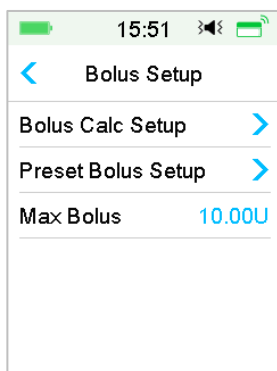 15:51
Bolus Setup
Bolus Calc Setup
Preset Bolus Setup
Max Bolus 10.00U